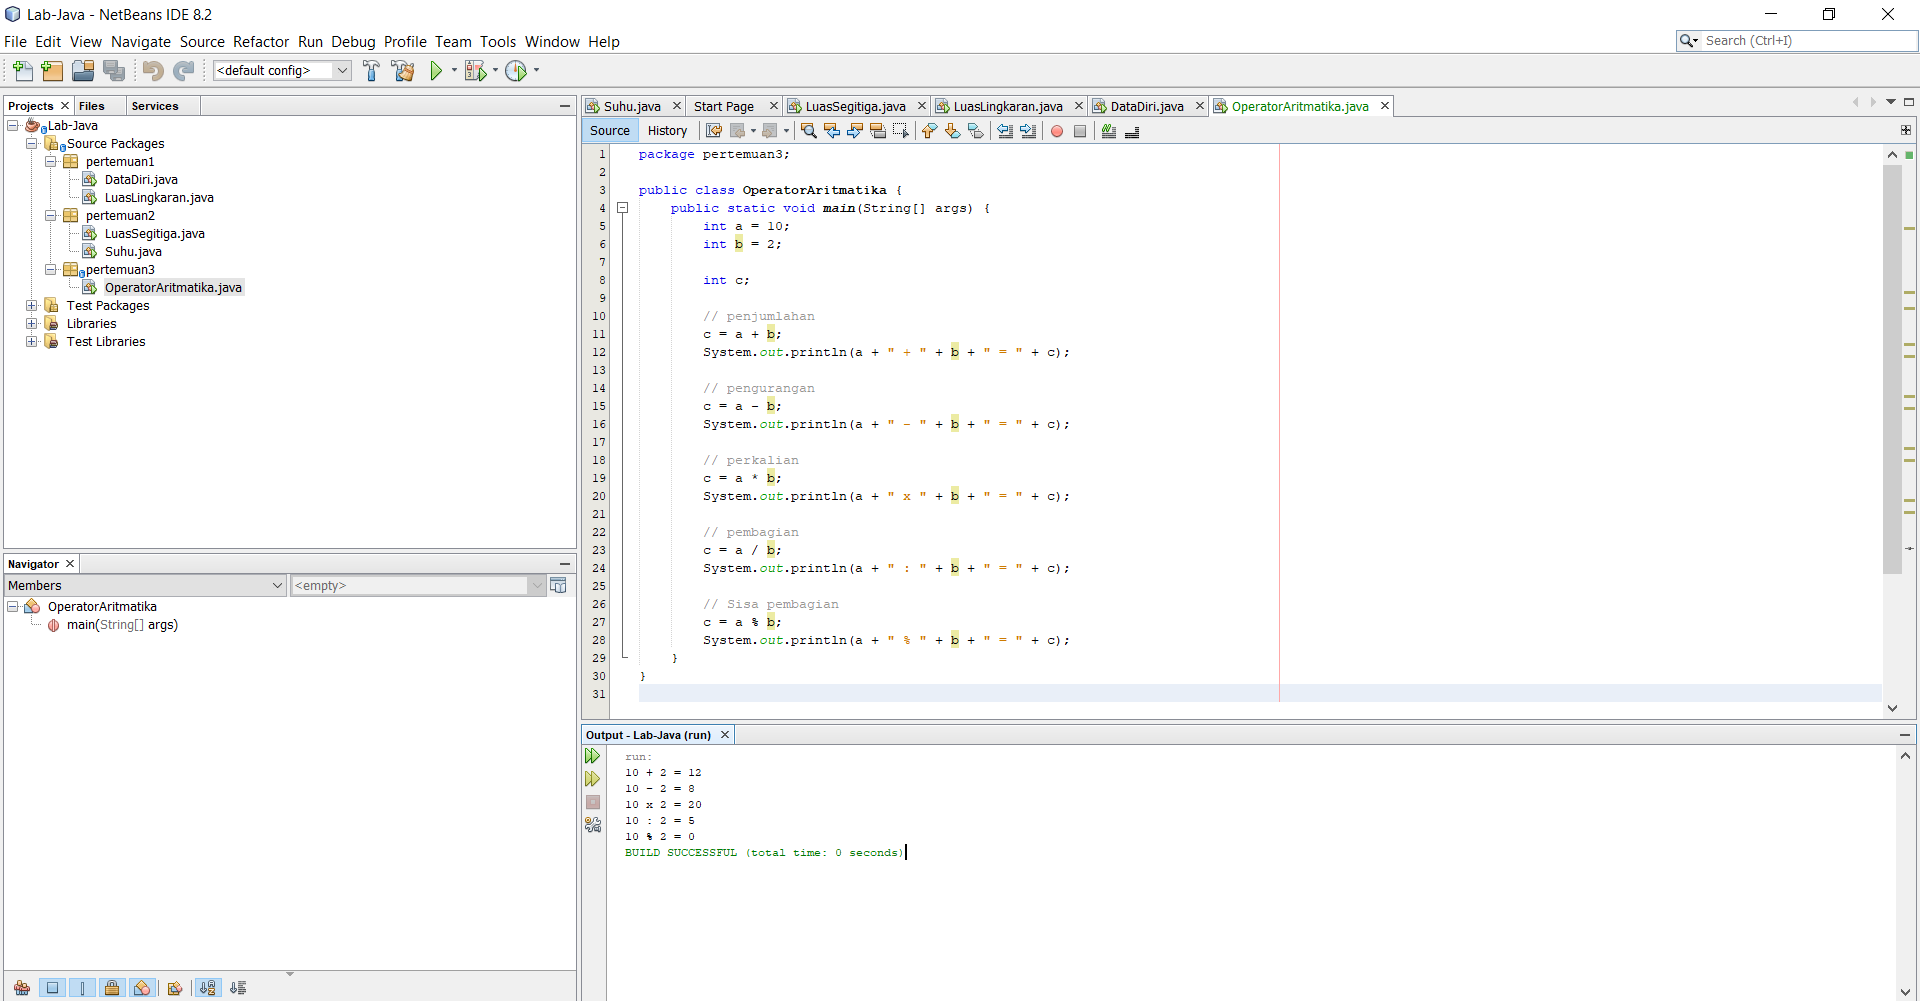 Lab-Java - NetBeans IDE 8.2
File Edit View Navigate Source Refactor Run Debug Profile Team Tools Window Help
Search (Ctrl+I)
<default config>
Projects Files Services
Lab-Java
Source Packages
pertemuan1
DataDiri.java
LuasLingkaran.java
pertemuan2
LuasSegitiga.java
Suhu.java
pertemuan3
OperatorAritmatika.java
Test Packages
Libraries
Test Libraries
Navigator
Members <empty>
OperatorAritmatika
main(String[] args)
Suhu.java Start Page LuasSegitiga.java LuasLingkaran.java DataDiri.java OperatorAritmatika.java
Source History
1 package pertemuan3;
2
3 public class OperatorAritmatika {
4 public static void main(String[] args) {
5 int a = 10;
6 int b = 2;
7
8 int c;
9
10 // penjumlahan
11 c = a + b;
12 System.out.println(a + " + " + b + " = " + c);
13
14 // pengurangan
15 c = a - b;
16 System.out.println(a + " - " + b + " = " + c);
17
18 // perkalian
19 c = a * b;
20 System.out.println(a + " x " + b + " = " + c);
21
22 // pembagian
23 c = a / b;
24 System.out.println(a + " : " + b + " = " + c);
25
26 // Sisa pembagian
27 c = a % b;
28 System.out.println(a + " % " + b + " = " + c);
29 }
30 }
31
Output - Lab-Java (run)
run:
10 + 2 = 12
10 - 2 = 8
10 x 2 = 20
10 : 2 = 5
10 % 2 = 0
BUILD SUCCESSFUL (total time: 0 seconds)